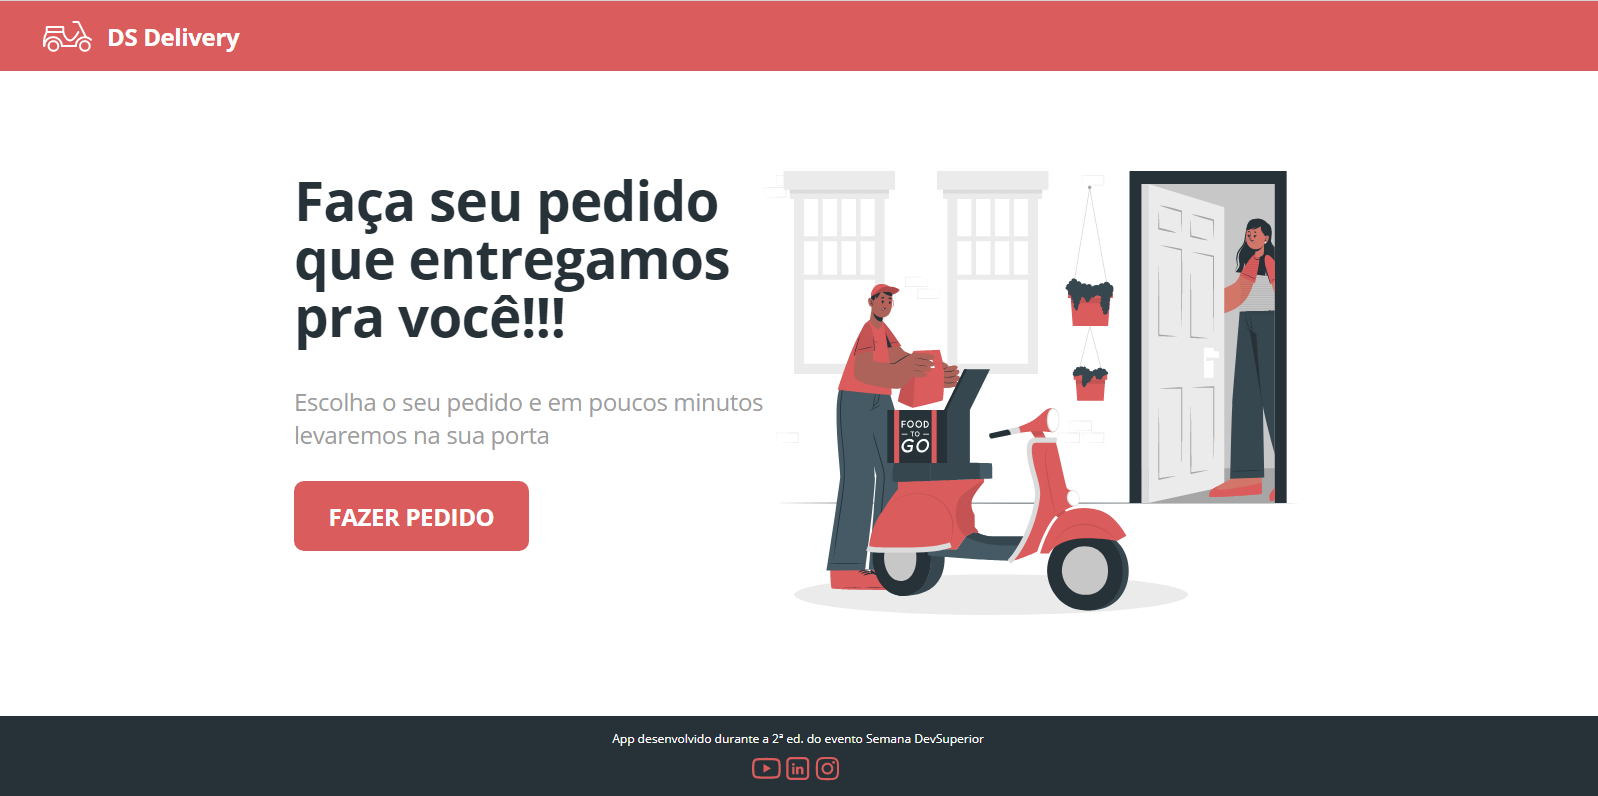 DS Delivery
Faça seu pedido
que entregamos
pra você!!!
Escolha o seu pedido e em poucos minutos
levaremos na sua porta
FAZER PEDIDO
FOOD
TO
GO
App desenvolvido durante a 2ª ed. do evento Semana DevSuperior
in